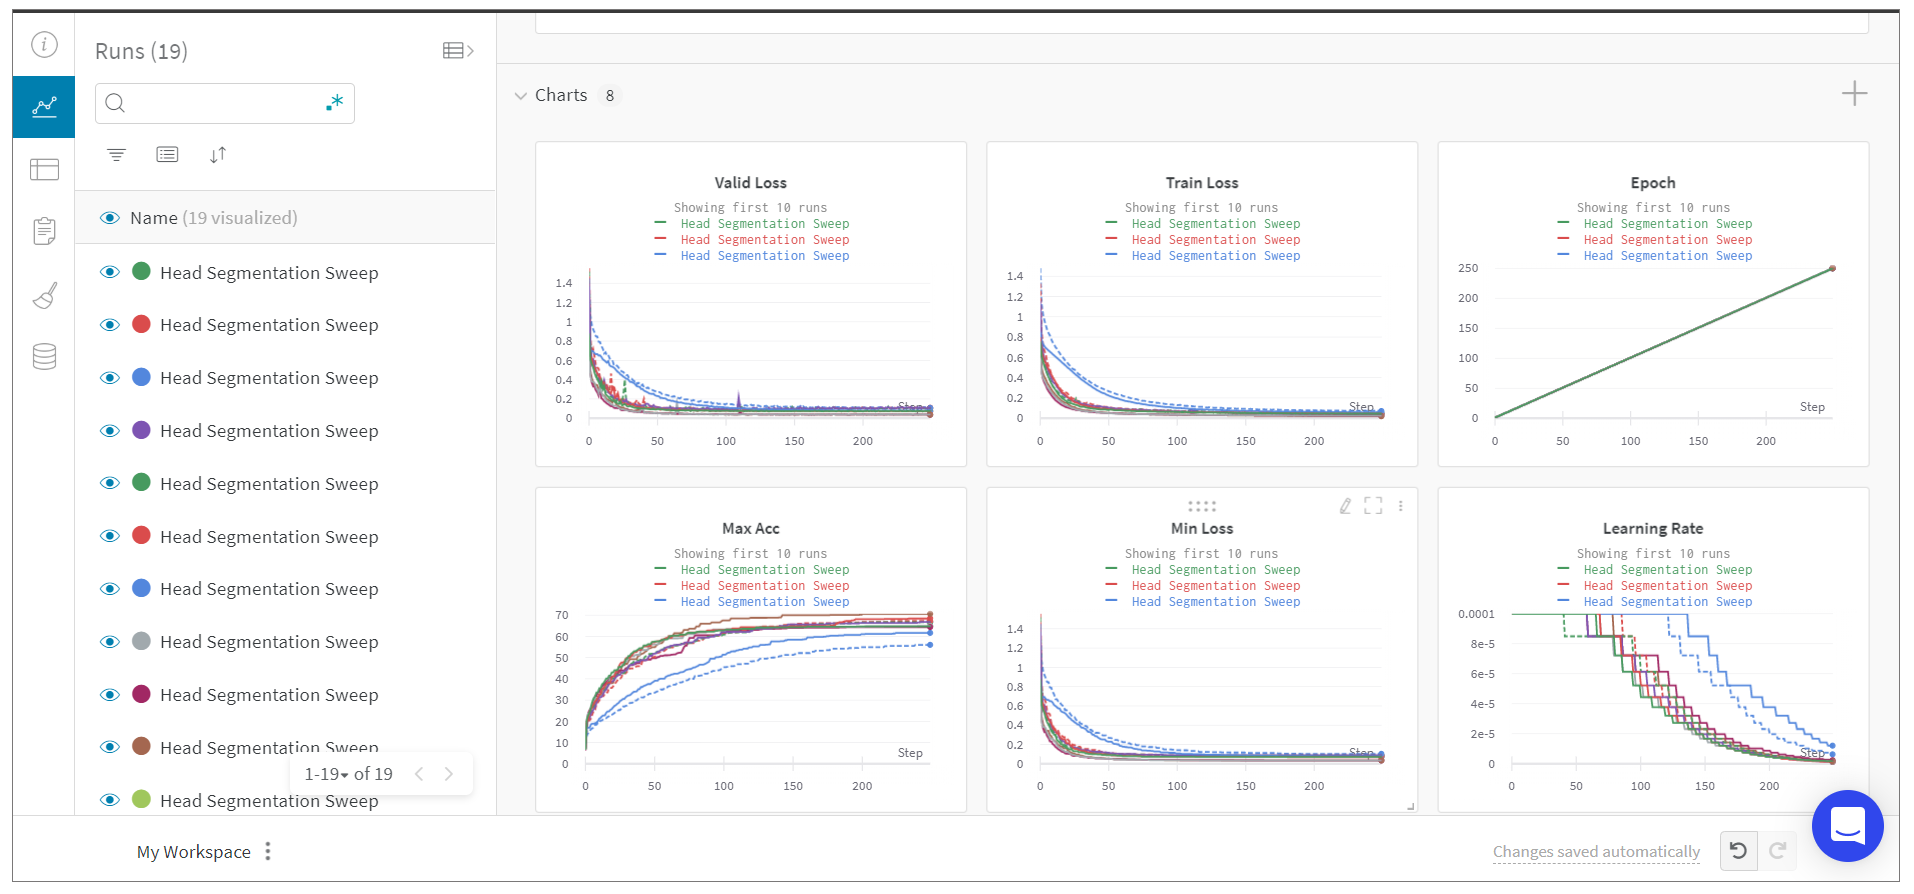 Runs (19)
Name (19 visualized)
Head Segmentation Sweep
Head Segmentation Sweep
Head Segmentation Sweep
Head Segmentation Sweep
Head Segmentation Sweep
Head Segmentation Sweep
Head Segmentation Sweep
Head Segmentation Sweep
Head Segmentation Sweep
Head Segmentation Sweep
1-19 of 19
Head Segmentation Sweep
Charts 8
Valid Loss
Showing first 10 runs
Head Segmentation Sweep
Head Segmentation Sweep
Head Segmentation Sweep
1.4
1.2
1
0.8
0.6
0.4
0.2
0
Step
0 50 100 150 200
Train Loss
Showing first 10 runs
Head Segmentation Sweep
Head Segmentation Sweep
Head Segmentation Sweep
1.4
1.2
1
0.8
0.6
0.4
0.2
0
Step
0 50 100 150 200
Epoch
Showing first 10 runs
Head Segmentation Sweep
Head Segmentation Sweep
Head Segmentation Sweep
250
200
150
100
50
0
Step
0 50 100 150 200
Max Acc
Showing first 10 runs
Head Segmentation Sweep
Head Segmentation Sweep
Head Segmentation Sweep
70
60
50
40
30
20
10
0
Step
0 50 100 150 200
Min Loss
Showing first 10 runs
Head Segmentation Sweep
Head Segmentation Sweep
Head Segmentation Sweep
1.4
1.2
1
0.8
0.6
0.4
0.2
0
Step
0 50 100 150 200
Learning Rate
Showing first 10 runs
Head Segmentation Sweep
Head Segmentation Sweep
Head Segmentation Sweep
0.0001
8e-5
6e-5
4e-5
2e-5
0
Step
0 50 100 150 200
My Workspace
Changes saved automatically